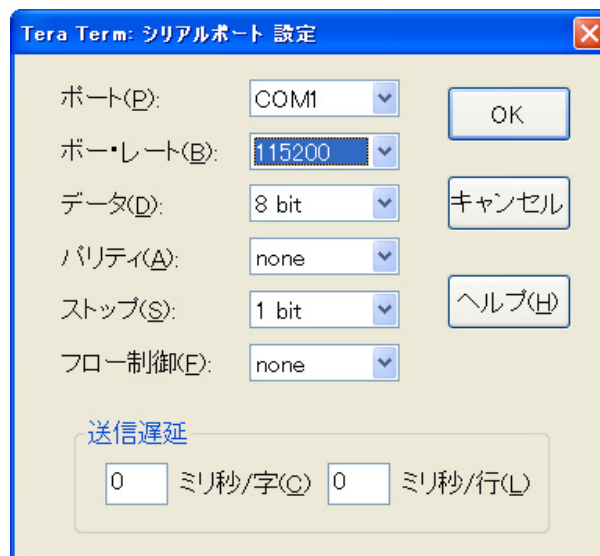 Tera Term: シリアルポート 設定
ポート(P): COM1
OK
ボー・レート(B): 115200
データ(D): 8 bit
キャンセル
パリティ(A): none
ストップ(S): 1 bit
ヘルプ(H)
フロー制御(F): none
送信遅延
0 ミリ秒/字(C) 0 ミリ秒/行(L)